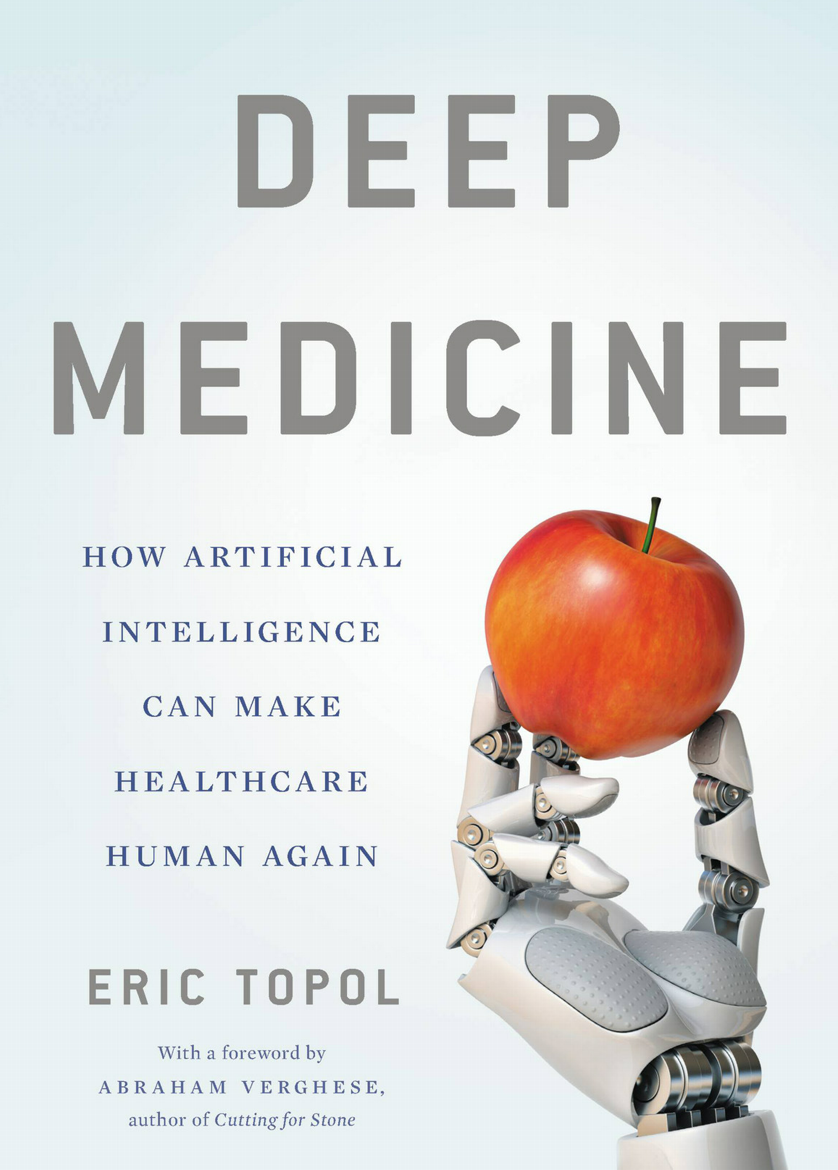 DEEP
MEDICINE
HOW ARTIFICIAL
INTELLIGENCE
CAN MAKE
HEALTHCARE
HUMAN AGAIN
ERIC TOPOL
With a foreword by
ABRAHAM VERGHESE,
author of Cutting for Stone